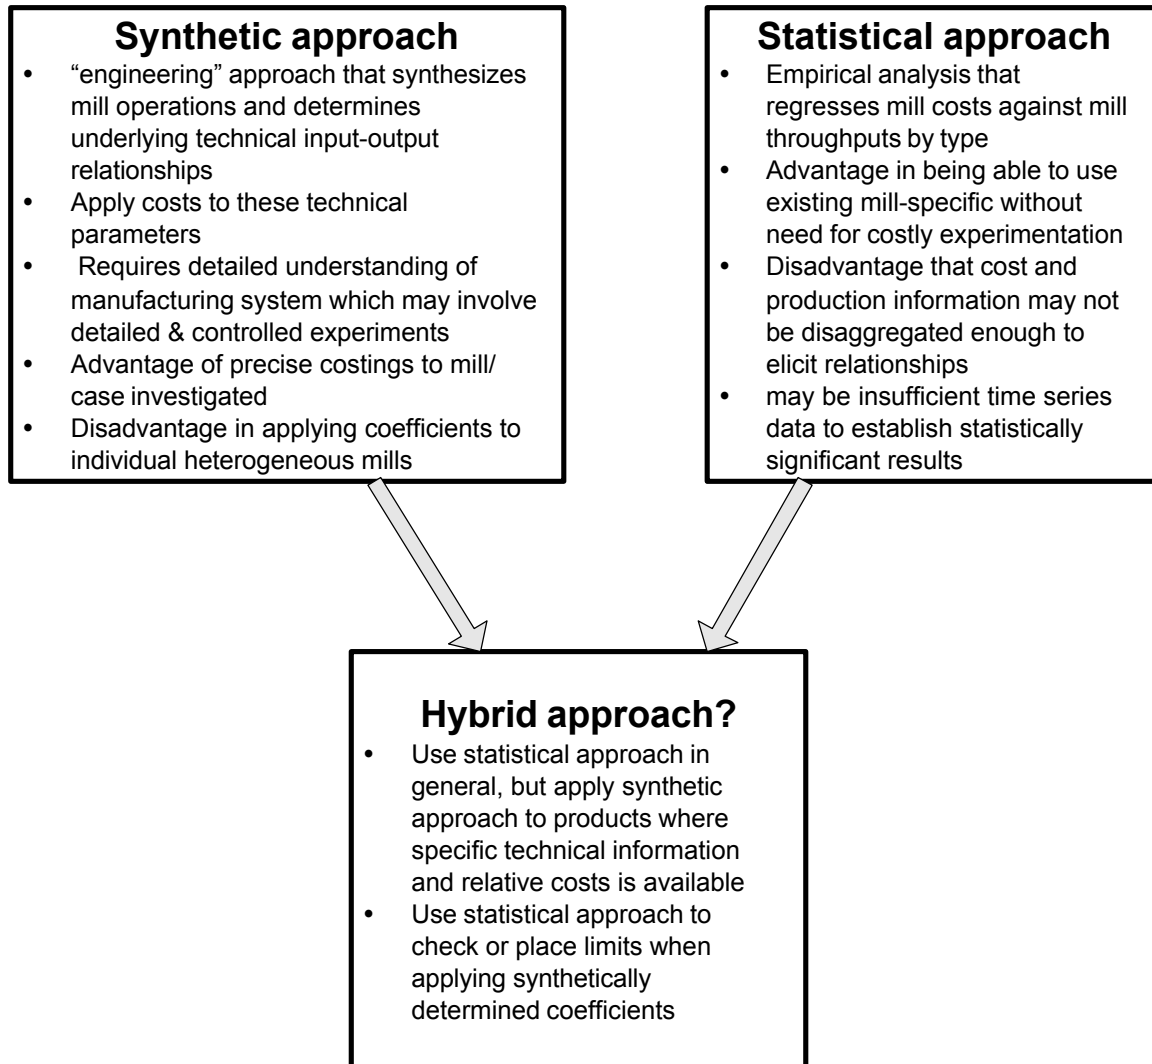 Synthetic approach
• “engineering” approach that synthesizes
mill operations and determines
underlying technical input-output
relationships
• Apply costs to these technical
parameters
• Requires detailed understanding of
manufacturing system which may involve
detailed & controlled experiments
• Advantage of precise costings to mill/
case investigated
• Disadvantage in applying coefficients to
individual heterogeneous mills
Statistical approach
• Empirical analysis that
regresses mill costs against mill
throughputs by type
• Advantage in being able to use
existing mill-specific without
need for costly experimentation
• Disadvantage that cost and
production information may not
be disaggregated enough to
elicit relationships
• may be insufficient time series
data to establish statistically
significant results
Hybrid approach?
• Use statistical approach in
general, but apply synthetic
approach to products where
specific technical information
and relative costs is available
• Use statistical approach to
check or place limits when
applying synthetically
determined coefficients